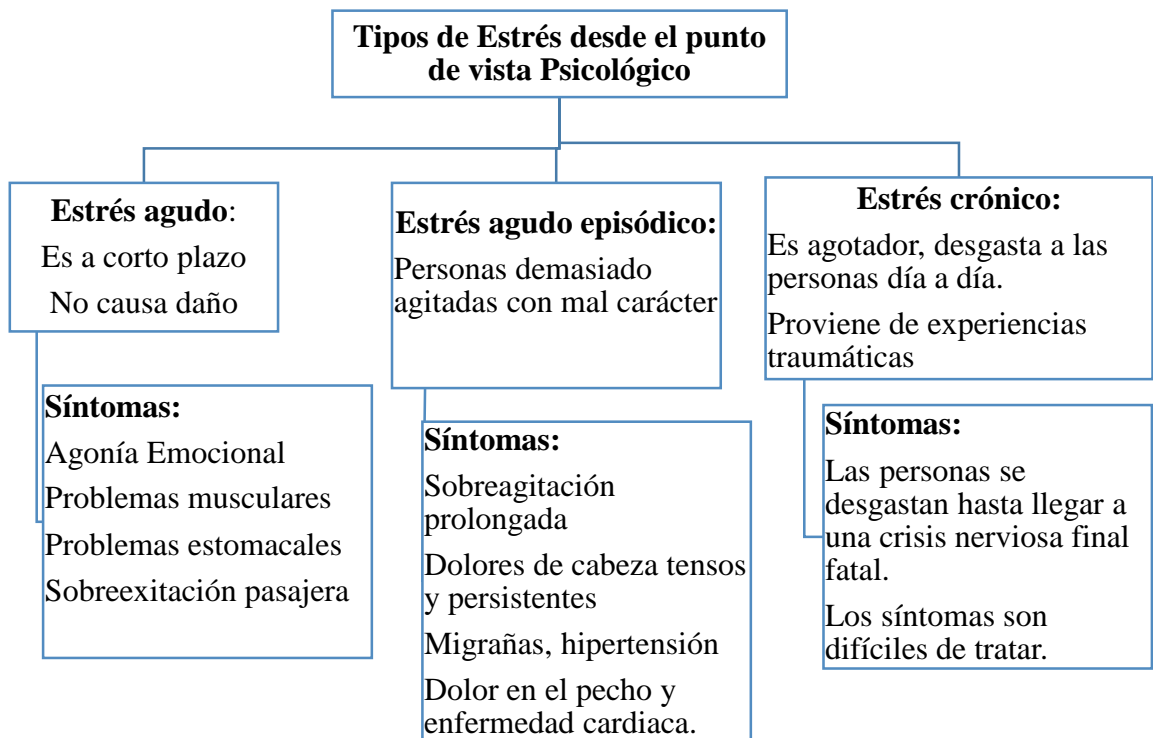 Tipos de Estrés desde el punto
de vista Psicológico
Estrés agudo:
Es a corto plazo
No causa daño
Síntomas:
Agonía Emocional
Problemas musculares
Problemas estomacales
Sobreexitación pasajera
Estrés agudo episódico:
Personas demasiado
agitadas con mal carácter
Síntomas:
Sobreagitación
prolongada
Dolores de cabeza tensos
y persistentes
Migrañas, hipertensión
Dolor en el pecho y
enfermedad cardiaca.
Estrés crónico:
Es agotador, desgasta a las
personas día a día.
Proviene de experiencias
traumáticas
Síntomas:
Las personas se
desgastan hasta llegar a
una crisis nerviosa final
fatal.
Los síntomas son
difíciles de tratar.